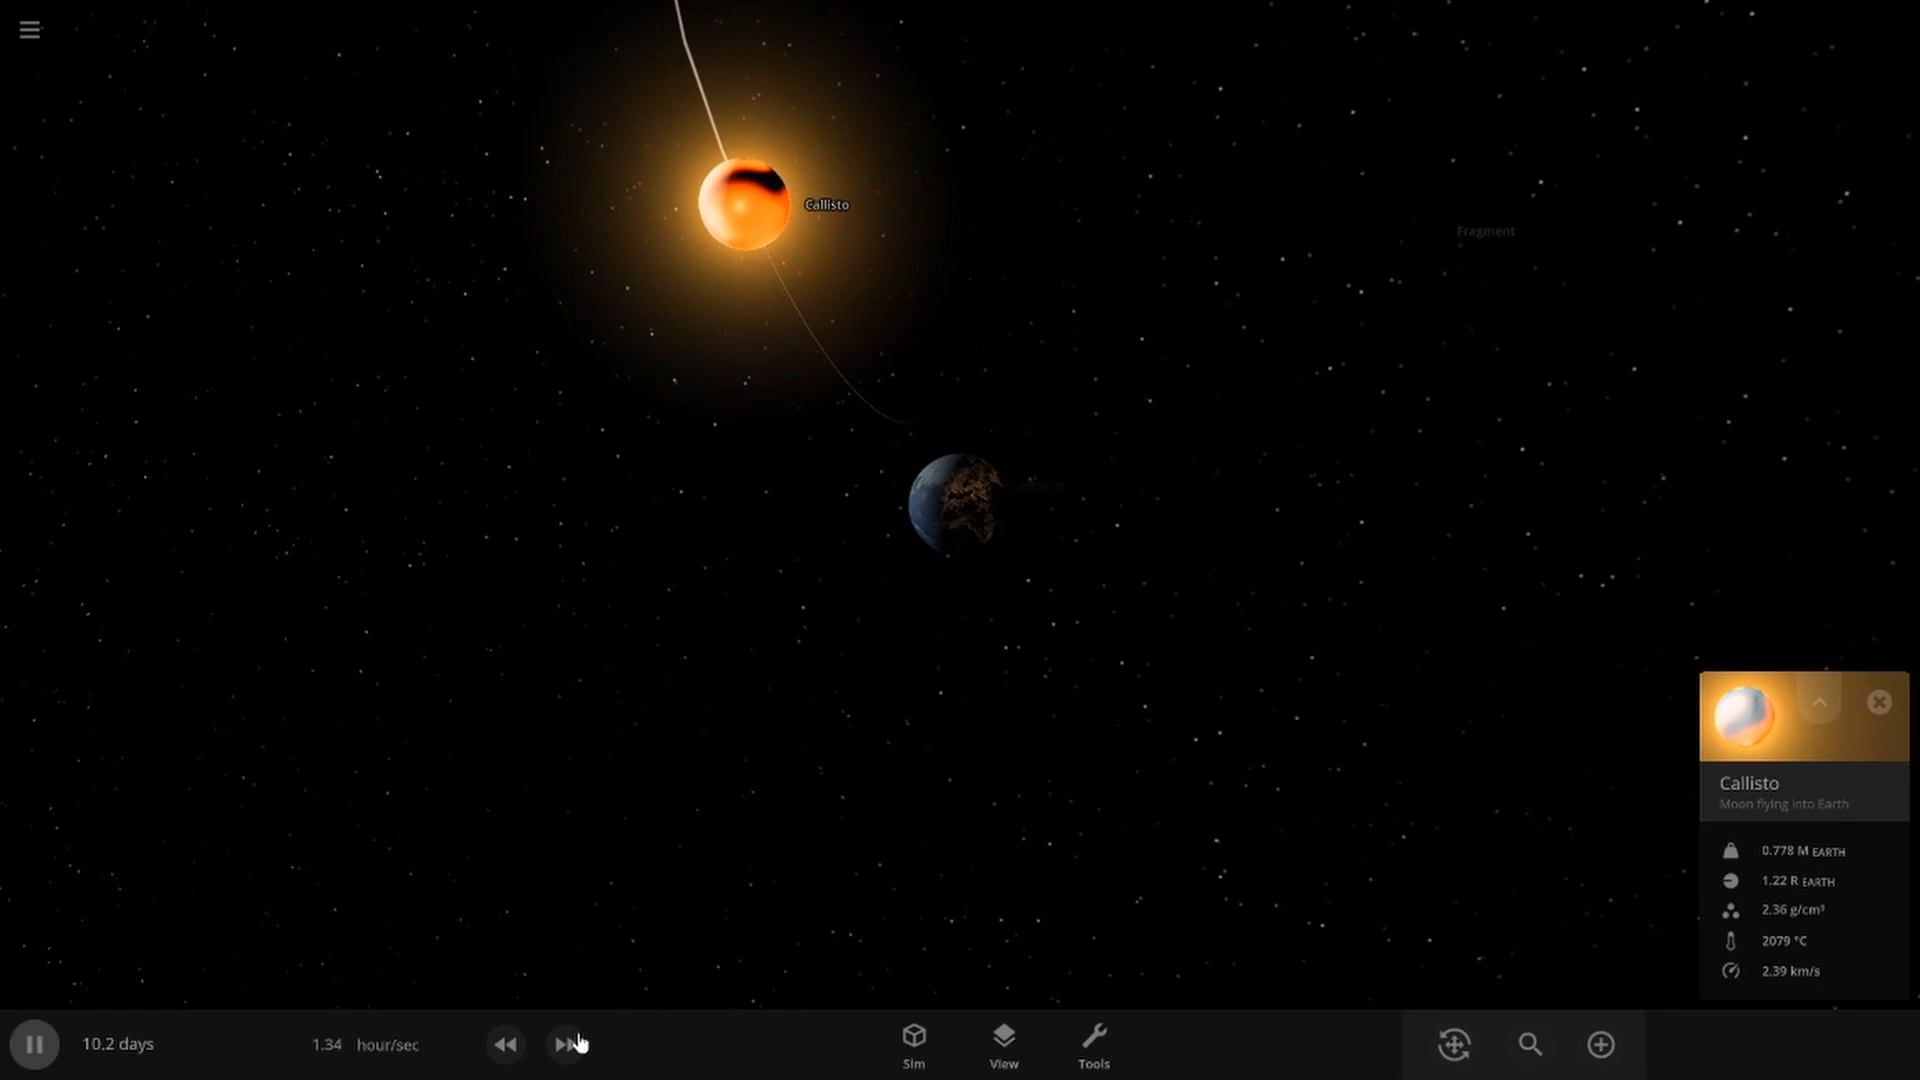 Callisto
Fragment
Callisto
Moon flying into Earth
0.778 M EARTH
1.22 R EARTH
2.36 g/cm³
2079 °C
2.39 km/s
10.2 days
1.34 hour/sec
Sim
View
Tools